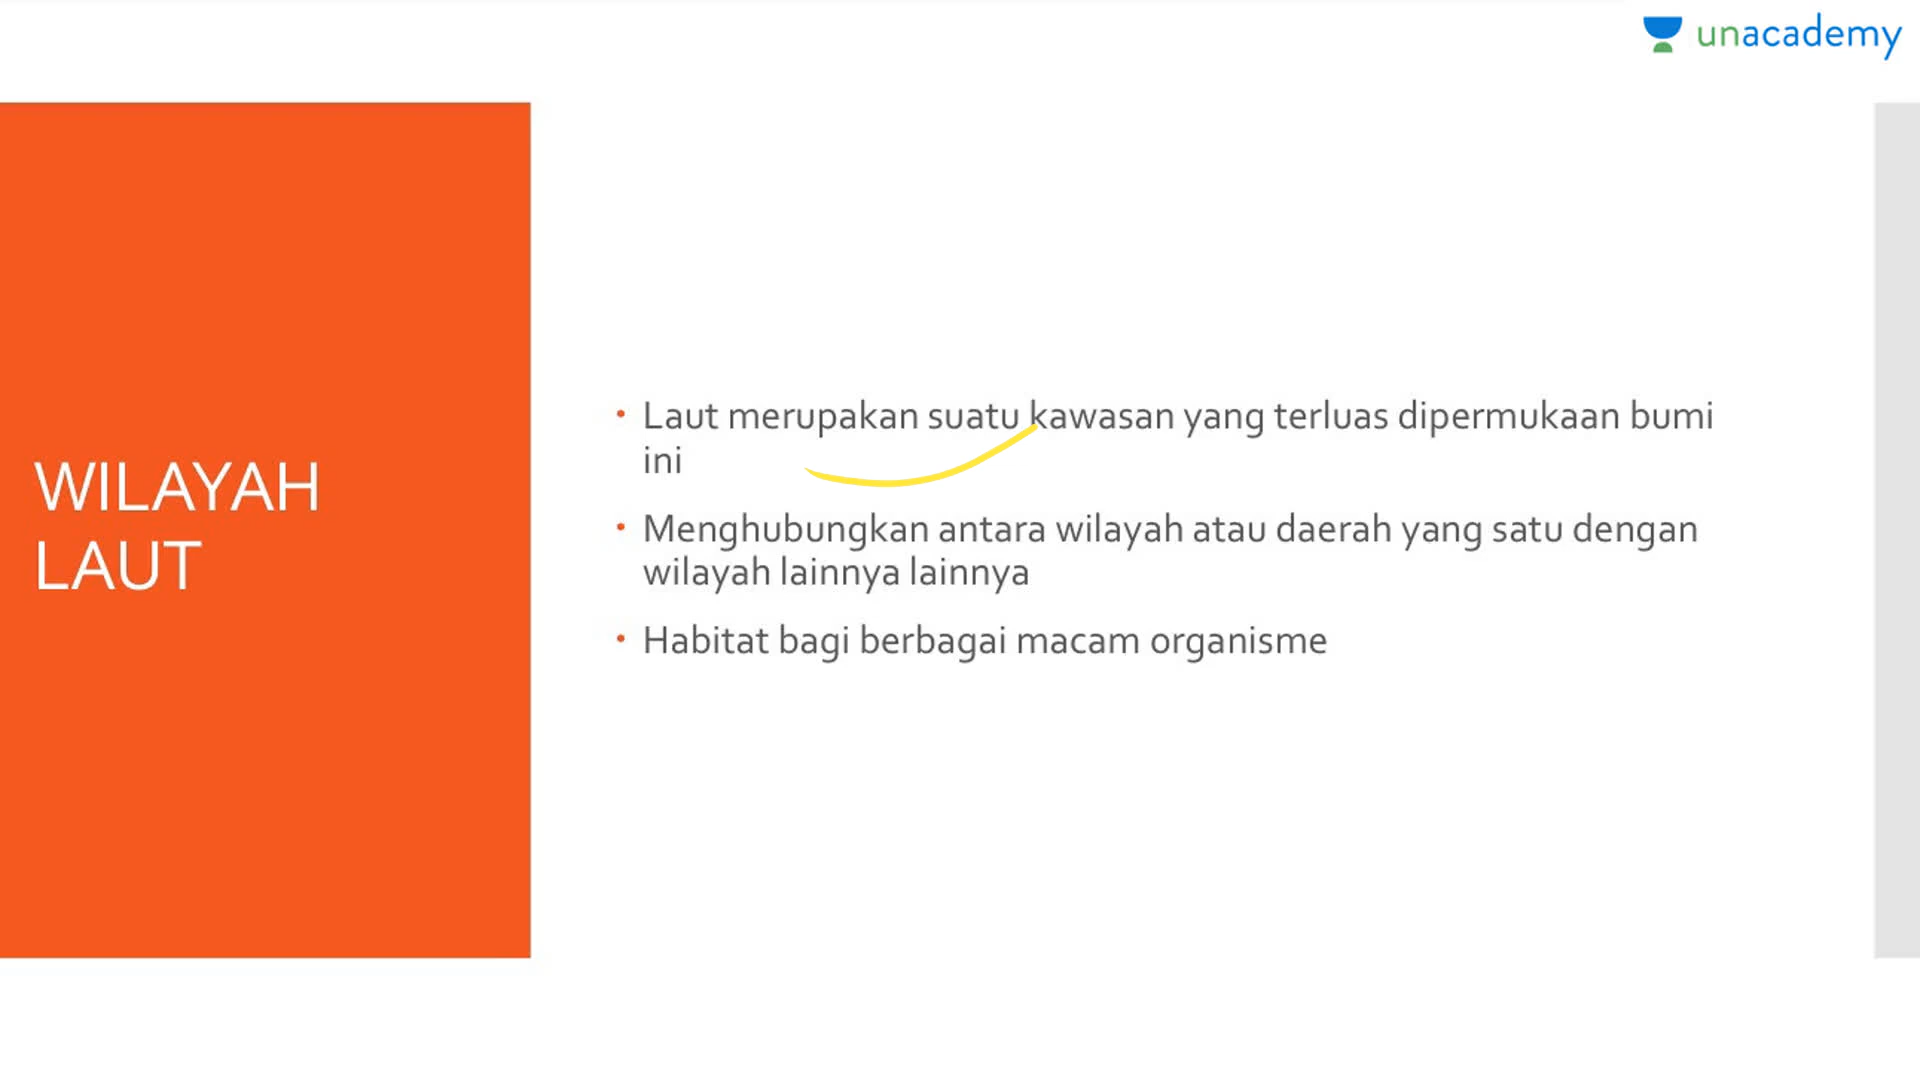 unacademy
WILAYAH
LAUT
• Laut merupakan suatu kawasan yang terluas dipermukaan bumi
ini
• Menghubungkan antara wilayah atau daerah yang satu dengan
wilayah lainnya lainnya
• Habitat bagi berbagai macam organisme